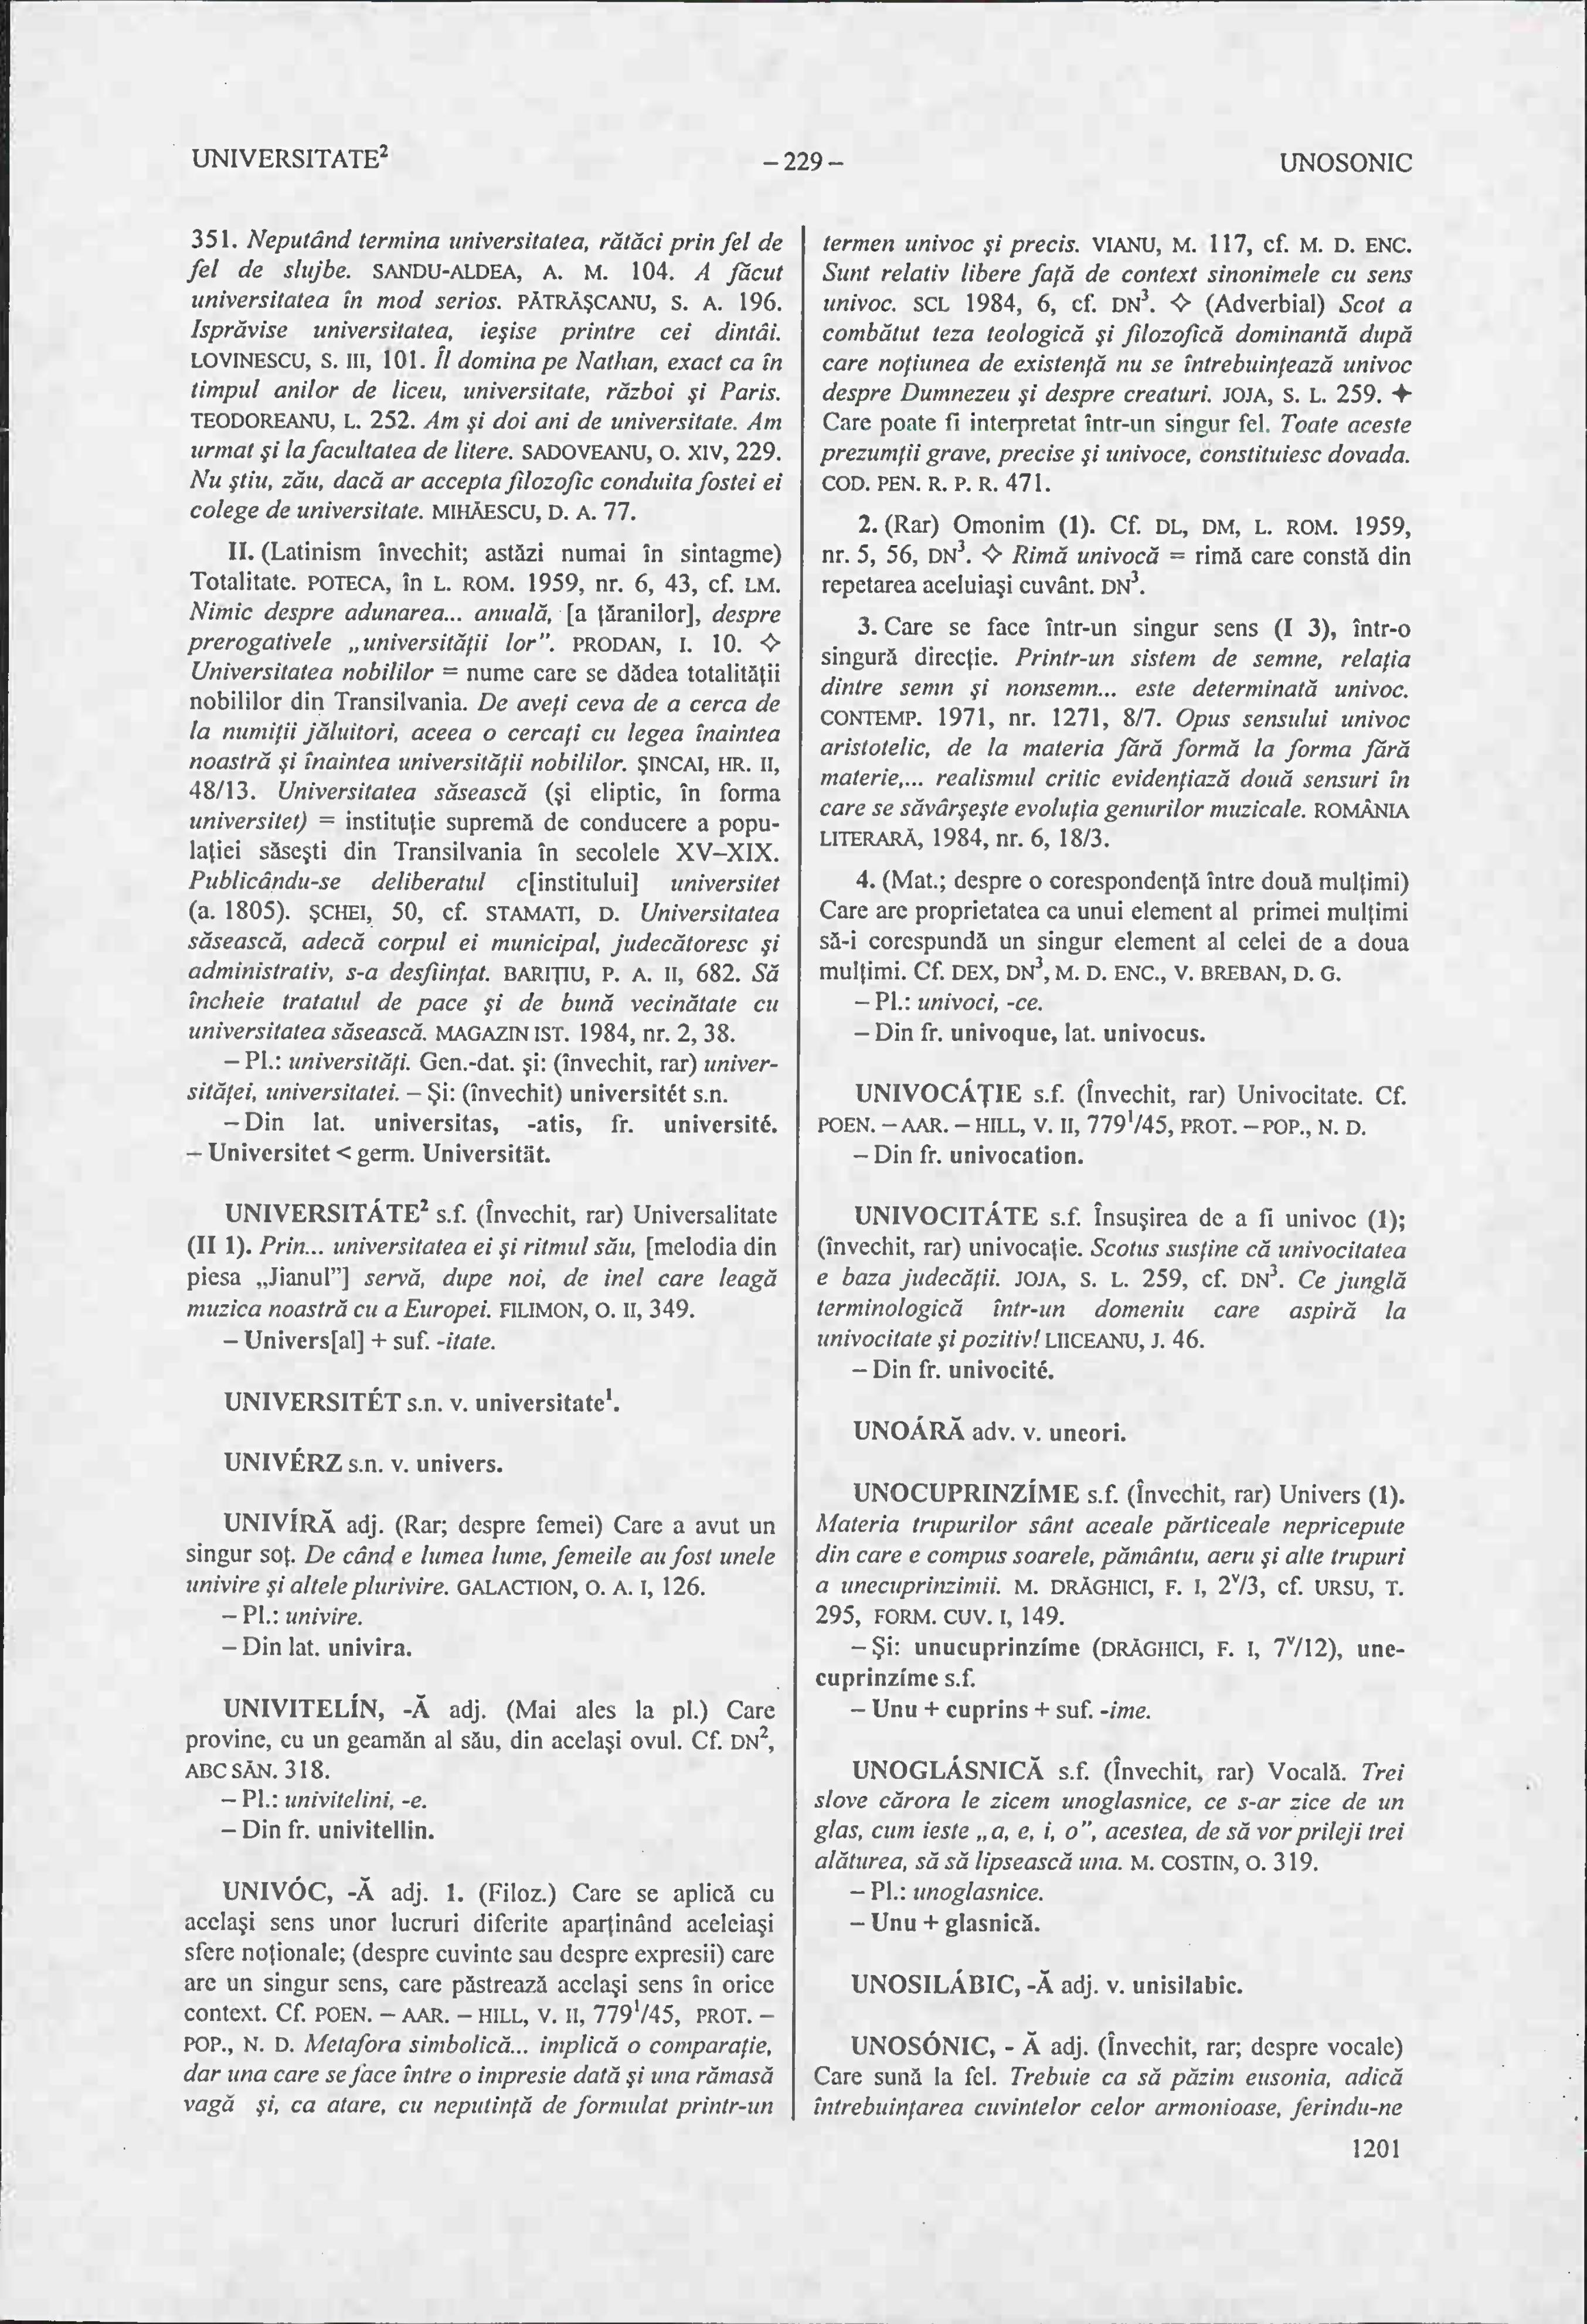 UNIVERSITATE²
– 229 –
UNOSONIC
351. Neputând termina universitatea, rătăci prin fel de
fel de slujbe. SANDU-ALDEA, A. M. 104. A făcut
universitatea în mod serios. PĂTRĂŞCANU, S. A. 196.
Isprăvise universitatea, ieşise printre cei dintâi.
LOVINESCU, S. III, 101. Îl domina pe Nathan, exact ca în
timpul anilor de liceu, universitate, război şi Paris.
TEODOREANU, L. 252. Am şi doi ani de universitate. Am
urmat şi la facultatea de litere. SADOVEANU, O. XIV, 229.
Nu ştiu, zău, dacă ar accepta filozofic conduita fostei ei
colege de universitate. MIHĂESCU, D. A. 77.
II. (Latinism învechit; astăzi numai în sintagme)
Totalitate. POTECA, în L. ROM. 1959, nr. 6, 43, cf. LM.
Nimic despre adunarea... anuală, [a ţăranilor], despre
prerogativele „universităţii lor”. PRODAN, I. 10. ◇
Universitatea nobililor = nume care se dădea totalităţii
nobililor din Transilvania. De aveţi ceva de a cerca de
la numiţii jăluitori, aceea o cercaţi cu legea înaintea
noastră şi înaintea universităţii nobililor. ŞINCAI, HR. II,
48/13. Universitatea săsească (şi eliptic, în forma
universitet) = instituţie supremă de conducere a popu-
laţiei săseşti din Transilvania în secolele XV–XIX.
Publicându-se deliberatul c[institului] universitet
(a. 1805). ŞCHEI, 50, cf. STAMATI, D. Universitatea
săsească, adecă corpul ei municipal, judecătoresc şi
administrativ, s-a desfiinţat. BARIŢIU, P. A. II, 682. Să
încheie tratatul de pace şi de bună vecinătate cu
universitatea săsească. MAGAZIN IST. 1984, nr. 2, 38.
– Pl.: universităţi. Gen.-dat. şi: (învechit, rar) univer-
sităţei, universitatei. – Şi: (învechit) universitét s.n.
– Din lat. universitas, -atis, fr. université.
– Universitet < germ. Universität.
UNIVERSITÁTE² s.f. (Învechit, rar) Universalitate
(II 1). Prin... universitatea ei şi ritmul său, [melodia din
piesa „Jianul”] servă, dupe noi, de inel care leagă
muzica noastră cu a Europei. FILIMON, O. II, 349.
– Univers[al] + suf. -itate.
UNIVERSITÉT s.n. v. universitate¹.
UNIVÉRZ s.n. v. univers.
UNIVÍRĂ adj. (Rar; despre femei) Care a avut un
singur soţ. De când e lumea lume, femeile au fost unele
univire şi altele plurivire. GALACTION, O. A. I, 126.
– Pl.: univire.
– Din lat. univira.
UNIVITELÍN, -Ă adj. (Mai ales la pl.) Care
provine, cu un geamăn al său, din acelaşi ovul. Cf. DN²,
ABC SĂN. 318.
– Pl.: univitelini, -e.
– Din fr. univitellin.
UNIVÓC, -Ă adj. 1. (Filoz.) Care se aplică cu
acelaşi sens unor lucruri diferite aparţinând aceleiaşi
sfere noţionale; (despre cuvinte sau despre expresii) care
are un singur sens, care păstrează acelaşi sens în orice
context. Cf. POEN. – AAR. – HILL, V. II, 779¹/45, PROT. –
POP., N. D. Metafora simbolică... implică o comparaţie,
dar una care se face între o impresie dată şi una rămasă
vagă şi, ca atare, cu neputinţă de formulat printr-un
termen univoc şi precis. VIANU, M. 117, cf. M. D. ENC.
Sunt relativ libere faţă de context sinonimele cu sens
univoc. SCL 1984, 6, cf. DN³. ◇ (Adverbial) Scot a
combătut teza teologică şi filozofică dominantă după
care noţiunea de existenţă nu se întrebuinţează univoc
despre Dumnezeu şi despre creaturi. JOJA, S. L. 259. ✦
Care poate fi interpretat într-un singur fel. Toate aceste
prezumţii grave, precise şi univoce, constituiesc dovada.
COD. PEN. R. P. R. 471.
2. (Rar) Omonim (1). Cf. DL, DM, L. ROM. 1959,
nr. 5, 56, DN³. ◇ Rimă univocă = rimă care constă din
repetarea aceluiaşi cuvânt. DN³.
3. Care se face într-un singur sens (I 3), într-o
singură direcţie. Printr-un sistem de semne, relaţia
dintre semn şi nonsemn... este determinată univoc.
CONTEMP. 1971, nr. 1271, 8/7. Opus sensului univoc
aristotelic, de la materia fără formă la forma fără
materie,... realismul critic evidenţiază două sensuri în
care se săvârşeşte evoluţia genurilor muzicale. ROMÂNIA
LITERARĂ, 1984, nr. 6, 18/3.
4. (Mat.; despre o corespondenţă între două mulţimi)
Care are proprietatea ca unui element al primei mulţimi
să-i corespundă un singur element al celei de a doua
mulţimi. Cf. DEX, DN³, M. D. ENC., V. BREBAN, D. G.
– Pl.: univoci, -ce.
– Din fr. univoque, lat. univocus.
UNIVOCÁŢIE s.f. (Învechit, rar) Univocitate. Cf.
POEN. – AAR. – HILL, V. II, 779¹/45, PROT. – POP., N. D.
– Din fr. univocation.
UNIVOCITÁTE s.f. Însuşirea de a fi univoc (1);
(învechit, rar) univocaţie. Scotus susţine că univocitatea
e baza judecăţii. JOJA, S. L. 259, cf. DN³. Ce junglă
terminologică într-un domeniu care aspiră la
univocitate şi pozitiv! LIICEANU, J. 46.
– Din fr. univocité.
UNOÁRĂ adv. v. uneori.
UNOCUPRINZÍME s.f. (Învechit, rar) Univers (1).
Materia trupurilor sânt aceale părticeale nepricepute
din care e compus soarele, pământu, aeru şi alte trupuri
a unecuprinzimii. M. DRĂGHICI, F. I, 2ᵛ/3, cf. URSU, T.
295, FORM. CUV. I, 149.
– Şi: unucuprinzíme (DRĂGHICI, F. I, 7ᵛ/12), une-
cuprinzíme s.f.
– Unu + cuprins + suf. -ime.
UNOGLÁSNICĂ s.f. (Învechit, rar) Vocală. Trei
slove cărora le zicem unoglasnice, ce s-ar zice de un
glas, cum ieste „a, e, i, o”, acestea, de să vor prileji trei
alăturea, să să lipsească una. M. COSTIN, O. 319.
– Pl.: unoglasnice.
– Unu + glasnică.
UNOSILÁBIC, -Ă adj. v. unisilabic.
UNOSÓNIC, - Ă adj. (Învechit, rar; despre vocale)
Care sună la fel. Trebuie ca să păzim eusonia, adică
întrebuinţarea cuvintelor celor armonioase, ferindu-ne
1201